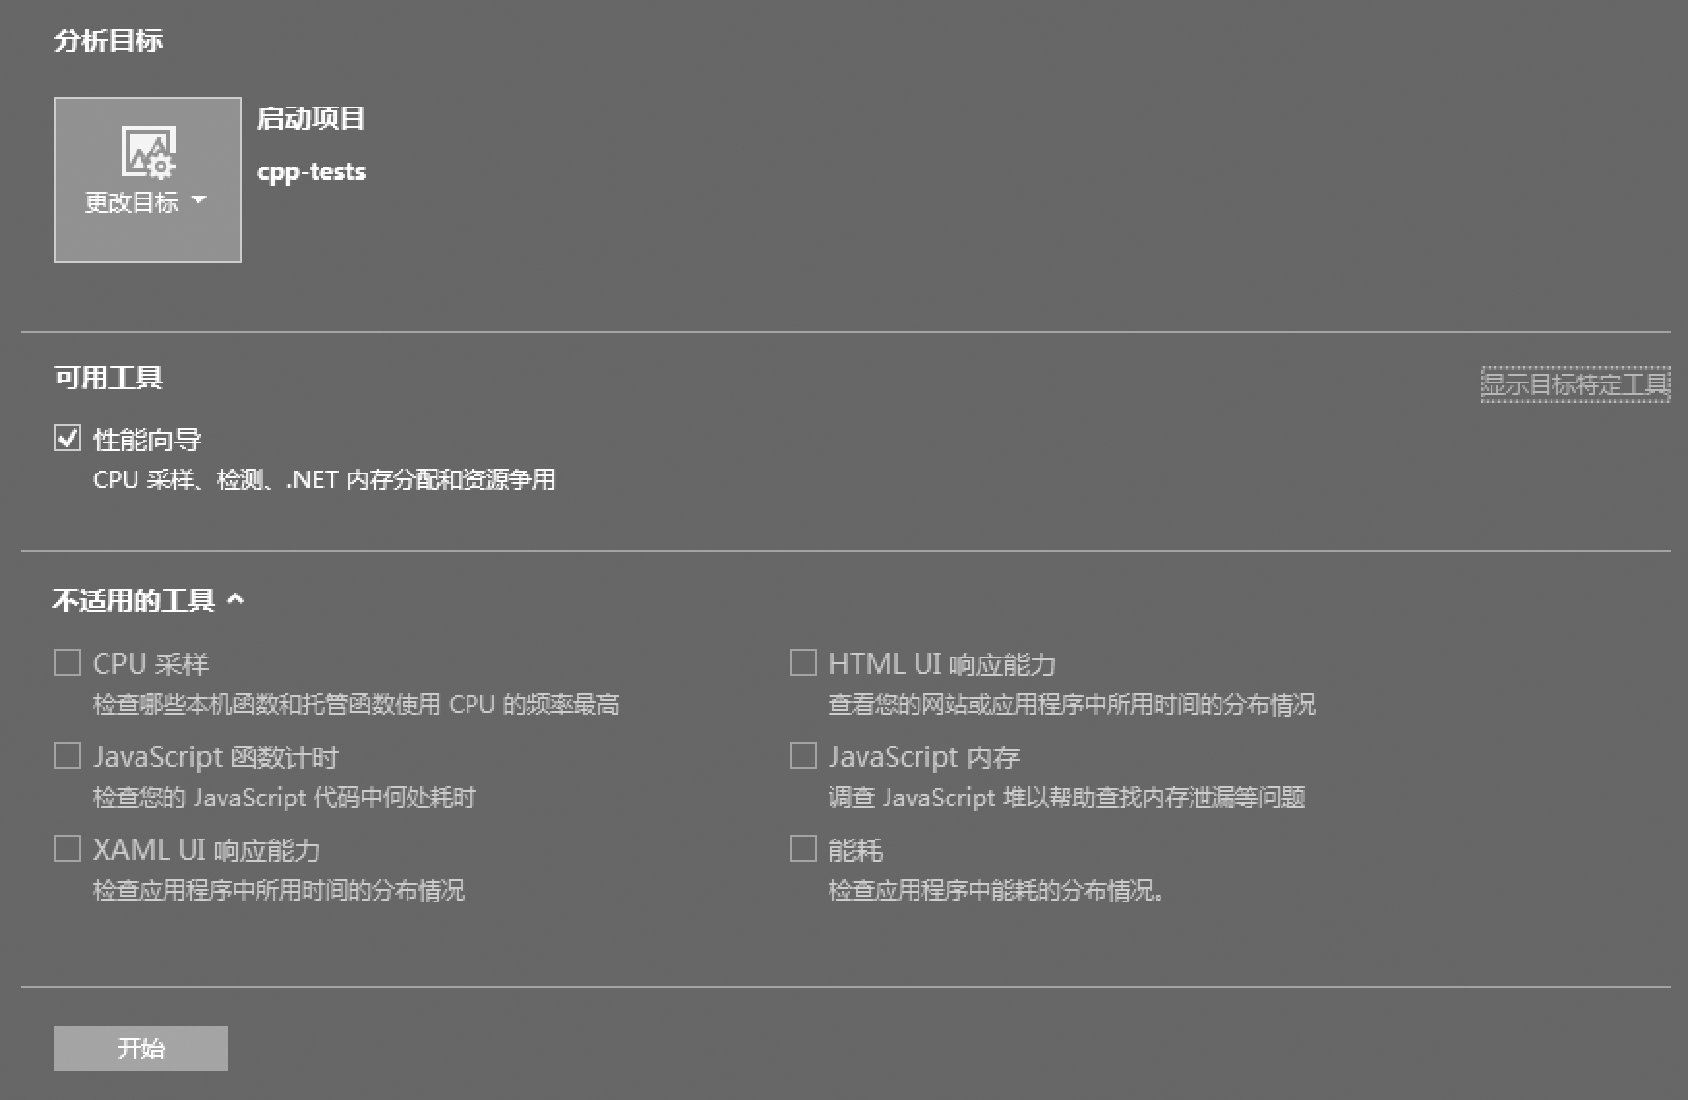 分析目标
启动项目
cpp-tests
更改目标
可用工具
显示目标特定工具
性能向导
CPU 采样、检测、.NET 内存分配和资源争用
不适用的工具
CPU 采样
检查哪些本机函数和托管函数使用 CPU 的频率最高
HTML UI 响应能力
查看您的网站或应用程序中所用时间的分布情况
JavaScript 函数计时
检查您的 JavaScript 代码中何处耗时
JavaScript 内存
调查 JavaScript 堆以帮助查找内存泄漏等问题
XAML UI 响应能力
检查应用程序中所用时间的分布情况
能耗
检查应用程序中能耗的分布情况。
开始